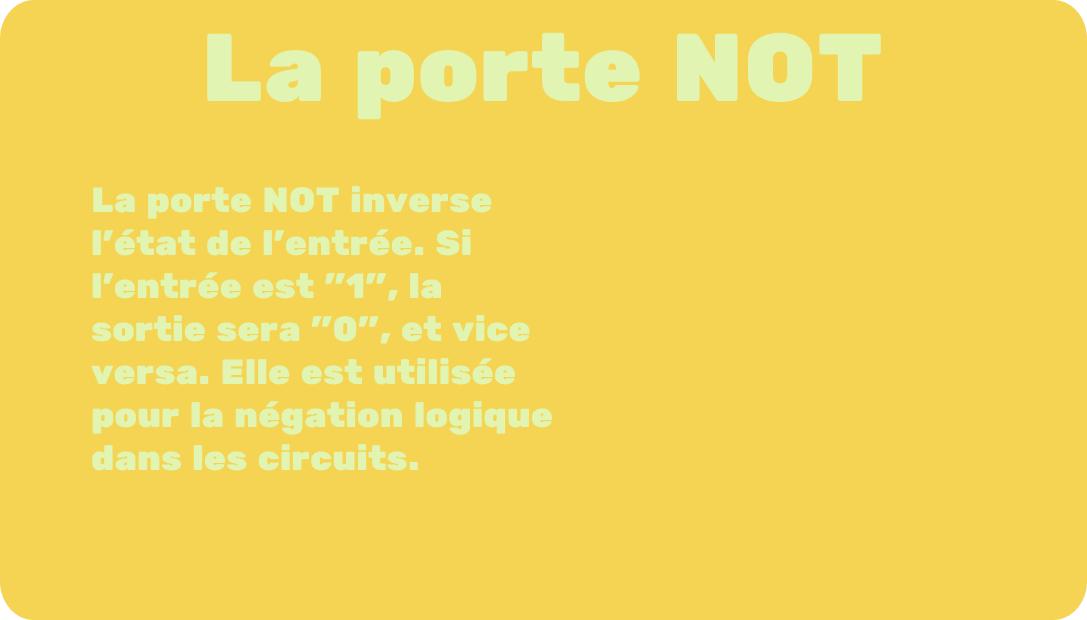 La porte NOT
La porte NOT inverse
l’état de l’entrée. Si
l’entrée est ”1”, la
sortie sera ”0”, et vice
versa. Elle est utilisée
pour la négation logique
dans les circuits.